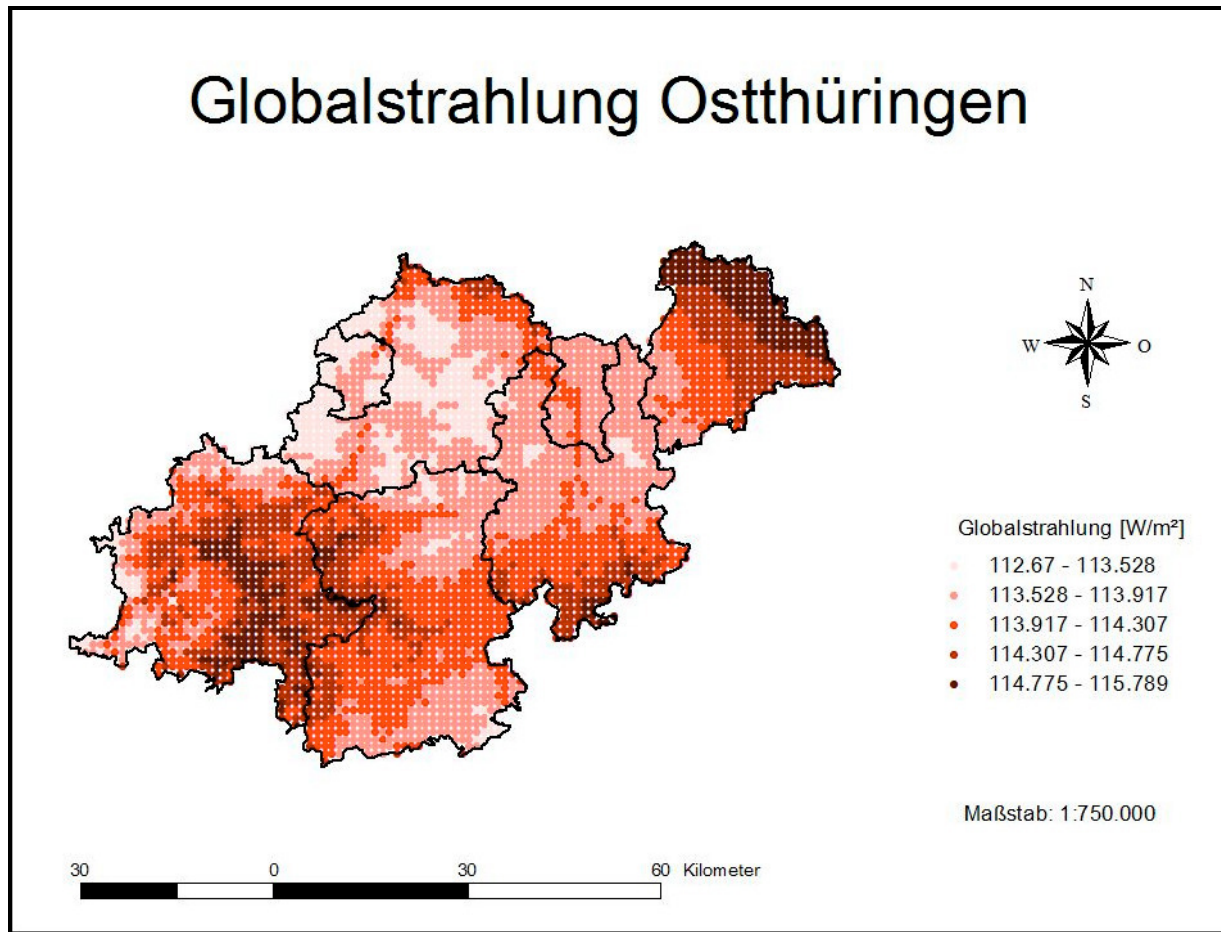 Globalstrahlung Ostthüringen
N
W
O
S
Globalstrahlung [W/m²]
112.67 - 113.528
113.528 - 113.917
113.917 - 114.307
114.307 - 114.775
114.775 - 115.789
Maßstab: 1:750.000
30 0 30 60 Kilometer